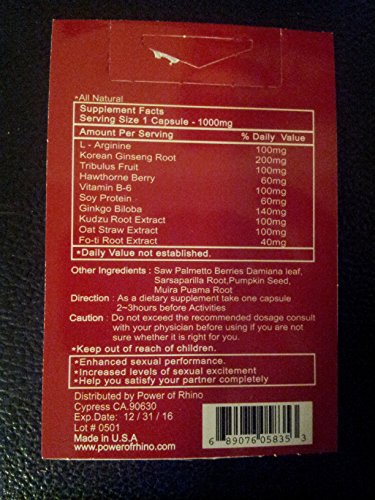 *All Natural
Supplement Facts
Serving Size 1 Capsule - 1000mg
Amount Per Serving % Daily Value
L - Arginine 100mg
Korean Ginseng Root 200mg
Tribulus Fruit 100mg
Hawthorne Berry 60mg
Vitamin B-6 100mg
Soy Protein 60mg
Ginkgo Biloba 140mg
Kudzu Root Extract 100mg
Oat Straw Extract 100mg
Fo-ti Root Extract 40mg
*Daily Value not established.
Other Ingredients : Saw Palmetto Berries Damiana leaf,
Sarsaparilla Root,Pumpkin Seed,
Muira Puama Root
Direction : As a dietary supplement take one capsule
2~3hours before Activities
Caution : Do not exceed the recommended dosage consult
with your physician before using if you are not
sure whether it is right for you.
*Keep out of reach of children.
*Enhanced sexual performance.
*Increased levels of sexual excitement
*Help you satisfy your partner completely
Distributed by Power of Rhino
Cypress CA.90630
Exp.Date: 12 / 31 / 16
Lot # 0501
Made in U.S.A
www.powerofrhino.com
6 89076 05835 3